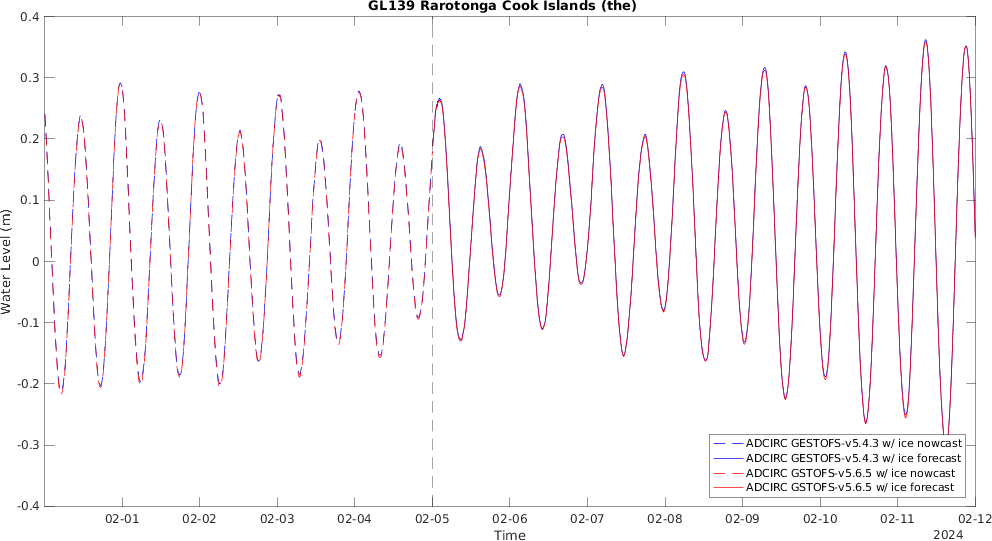 GL139 Rarotonga Cook Islands (the)
0.4
0.3
0.2
0.1
0
-0.1
-0.2
-0.3
-0.4
Water Level (m)
02-01 02-02 02-03 02-04 02-05 02-06 02-07 02-08 02-09 02-10 02-11 02-12
Time
2024
ADCIRC GESTOFS-v5.4.3 w/ ice nowcast
ADCIRC GESTOFS-v5.4.3 w/ ice forecast
ADCIRC GSTOFS-v5.6.5 w/ ice nowcast
ADCIRC GSTOFS-v5.6.5 w/ ice forecast